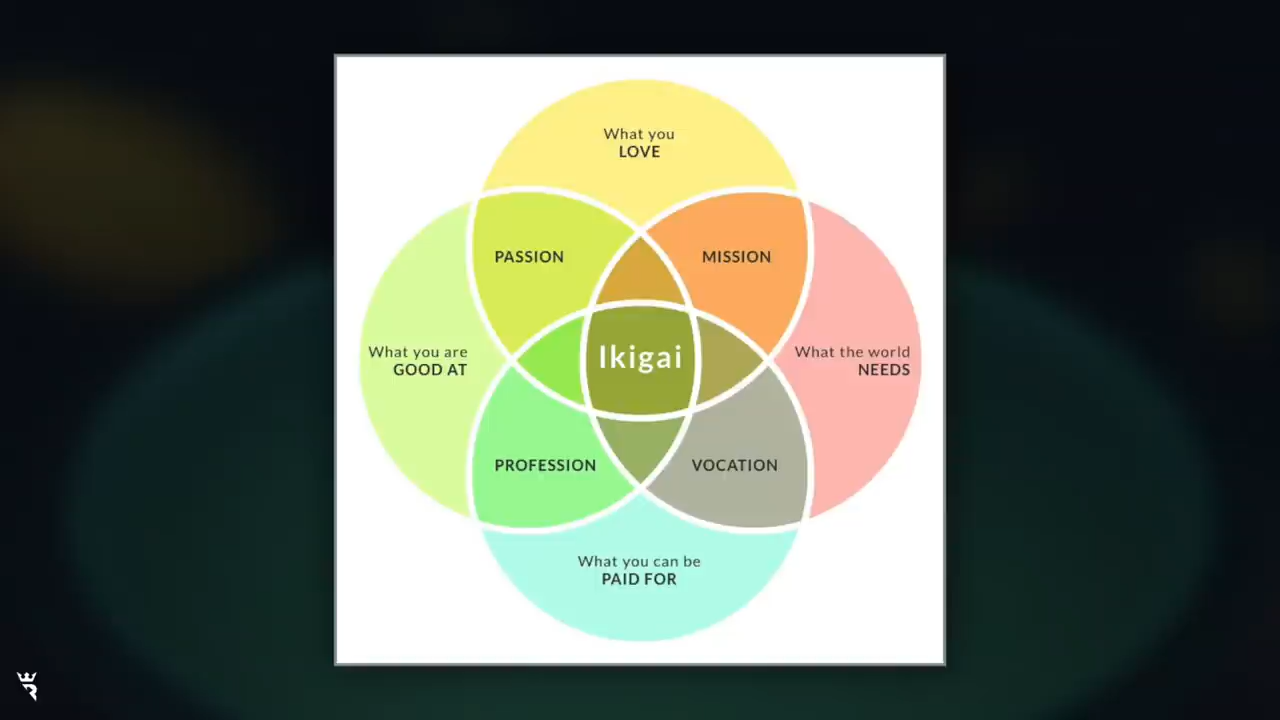 What you
LOVE
PASSION
MISSION
What you are
GOOD AT
Ikigai
What the world
NEEDS
PROFESSION
VOCATION
What you can be
PAID FOR